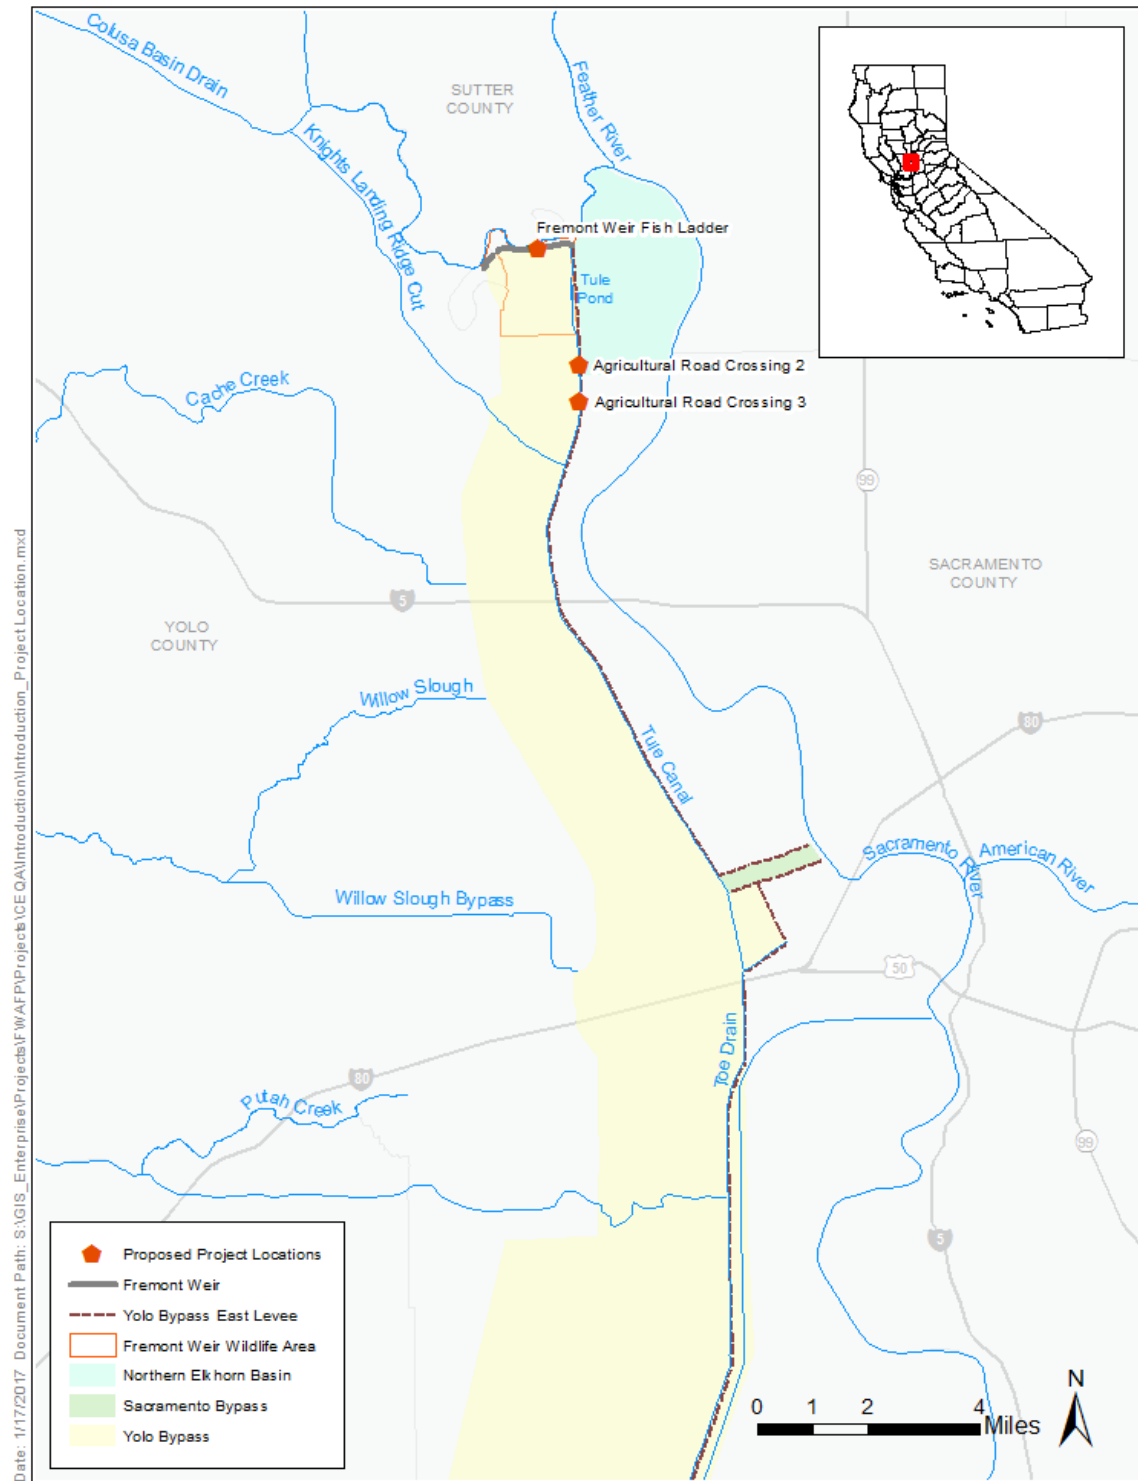 Colusa Basin Drain
SUTTER
COUNTY
Feather River
Knights Landing Ridge Cut
Fremont Weir Fish Ladder
Tule
Pond
Agricultural Road Crossing 2
Cache Creek
Agricultural Road Crossing 3
99
SACRAMENTO
COUNTY
5
YOLO
COUNTY
Willow Slough
80
Tule Canal
Sacramento River
American River
Willow Slough Bypass
50
Toe Drain
80
Putah Creek
99
5
Proposed Project Locations
Fremont Weir
Yolo Bypass East Levee
Fremont Weir Wildlife Area
Northern Elkhorn Basin
Sacramento Bypass
Yolo Bypass
N
0 1 2 4
Miles
Date: 1/17/2017 Document Path: S:\GIS_Enterprise\Projects\FWAFP\Projects\CEQA\Introduction\Introduction_Project Location.mxd